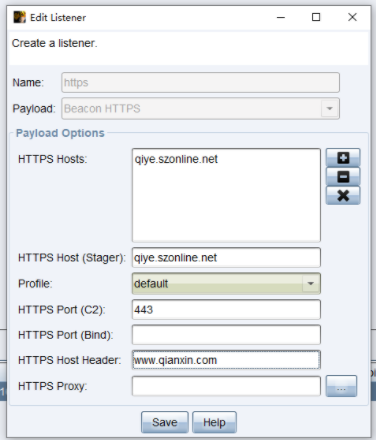 Edit Listener
Create a listener.
Name: https
Payload: Beacon HTTPS
Payload Options
HTTPS Hosts: qiye.szonline.net
HTTPS Host (Stager): qiye.szonline.net
Profile: default
HTTPS Port (C2): 443
HTTPS Port (Bind):
HTTPS Host Header: www.qianxin.com
HTTPS Proxy: ...
Save Help